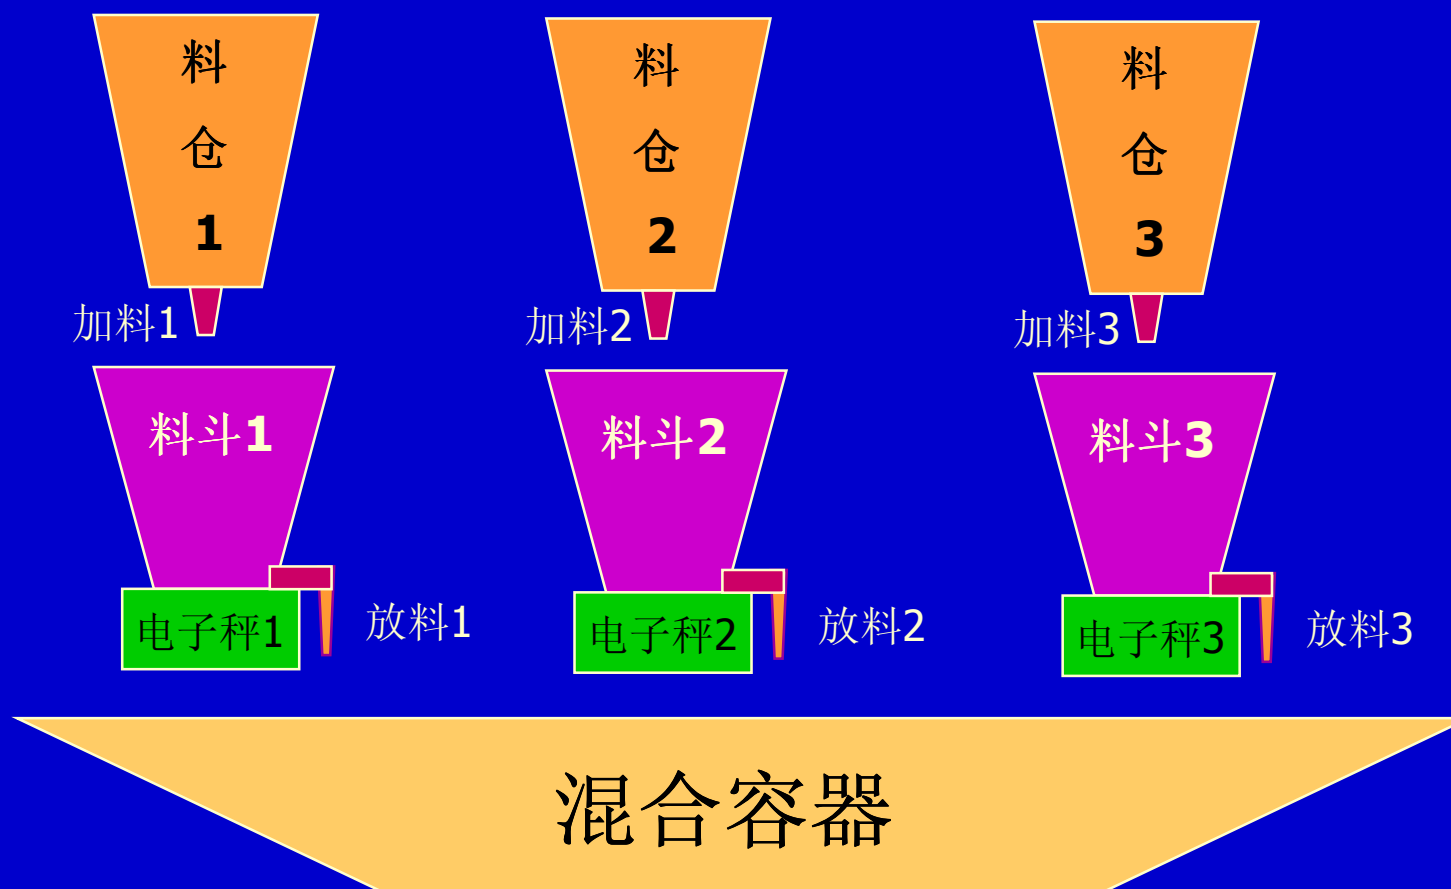 料
仓
1
料
仓
2
料
仓
3
加料1
加料2
加料3
料斗1
料斗2
料斗3
电子秤1
放料1
电子秤2
放料2
电子秤3
放料3
混合容器